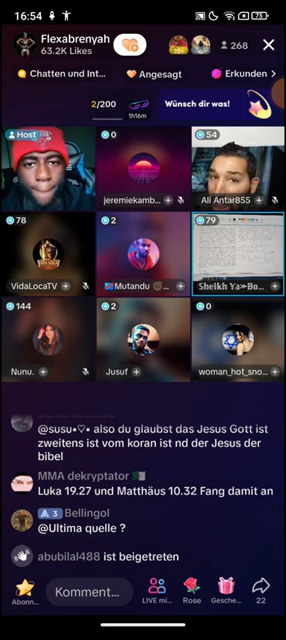 16:54
75
Flexabrenyah
63.2K Likes
268
Chatten und Int...
Angesagt
Erkunden
2/200
1h16m
Wünsch dir was!
Host
0
54
jeremiekamb...
Ali Antar855
78
2
79
VidaLocaTV
Mutandu
Sheikh Ya≫Bo...
144
2
0
Nunu.
Jusuf
woman_hot_sno...
@susu•♡• also du glaubst das Jesus Gott ist
zweitens ist vom koran ist nd der Jesus der
bibel
MMA dekryptator
Luka 19.27 und Matthäus 10.32 Fang damit an
3 Bellingol
@Ultima quelle ?
abubilal488 ist beigetreten
Abonn...
Komment...
LIVE mi...
Rose
Gesche...
22